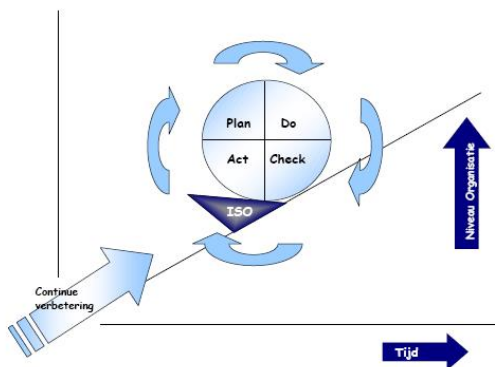 Plan
Do
Act
Check
ISO
Niveau Organisatie
Continue
verbetering
Tijd